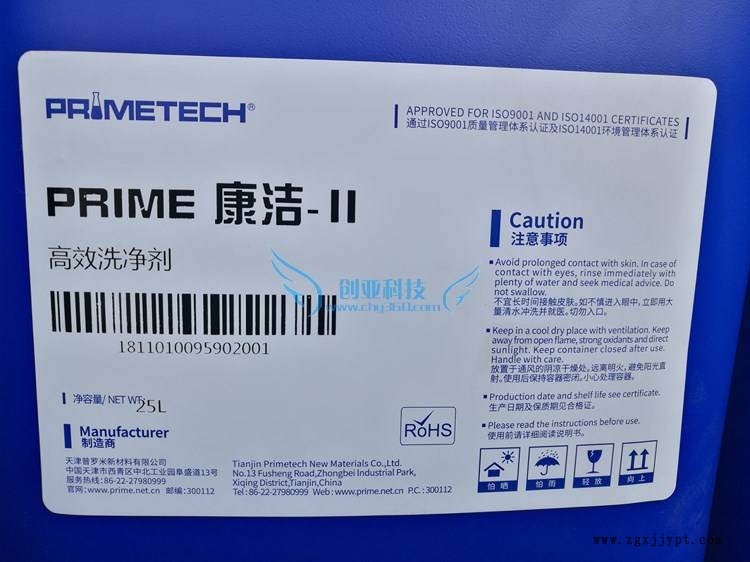 PRIMETECH®
APPROVED FOR ISO9001 AND ISO14001 CERTIFICATES
通过ISO9001质量管理体系认证及ISO14001环境管理体系认证
PRIME 康洁-II
高效洗净剂
1811010095902001
创亚科技
www.chy360.com
净容量/ NET WT: 25L
Manufacturer
制造商
天津普罗米新材料有限公司
中国天津市西青区中北工业园阜盛道13号
服务热线:86-22-27980999
官网:www.prime.net.cn 邮编:300112
Tianjin Primetech New Materials Co.,Ltd.
No.13 Fusheng Road,Zhongbei Industrial Park,
Xiqing District,Tianjin,China
Tel:86-22-27980999 Web:www.prime.net.cn P.C.:300112
RoHS
Caution
注意事项
Avoid prolonged contact with skin. In case of
contact with eyes, rinse immediately with
plenty of water and seek medical advice. Do
not swallow.
不宜长时间接触皮肤。如不慎进入眼中,立即用大
量清水冲洗并就医。切勿入口。
Keep in a cool dry place with ventilation. Keep
away from open flame, strong oxidants and direct
sunlight. Keep container closed after use.
Handle with care.
放置于通风的阴凉干燥处。远离明火,避免阳光直
射。使用后保持容器密闭。小心处理容器。
Production date and shelf life see certificate.
生产日期及保质期见合格证。
Please read the instructions before use.
使用前请详细阅读说明书。
怕晒 怕雨 轻放 向上
www.zgxjjypt.com